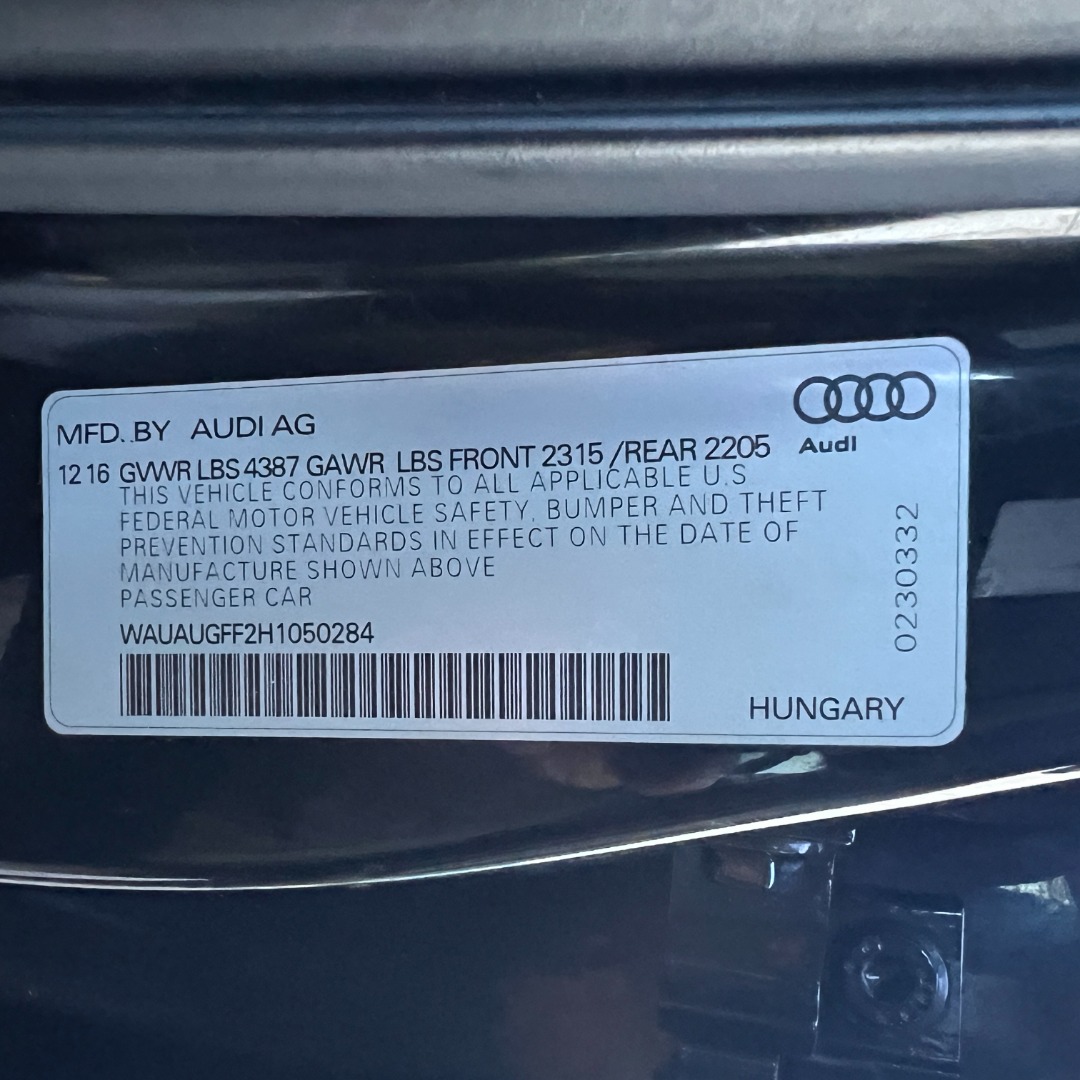 MFD. BY AUDI AG
Audi
12 16 GVWR LBS 4387 GAWR LBS FRONT 2315 /REAR 2205
THIS VEHICLE CONFORMS TO ALL APPLICABLE U.S
FEDERAL MOTOR VEHICLE SAFETY, BUMPER AND THEFT
PREVENTION STANDARDS IN EFFECT ON THE DATE OF
MANUFACTURE SHOWN ABOVE
PASSENGER CAR
WAUAUGFF2H1050284
HUNGARY
0230332